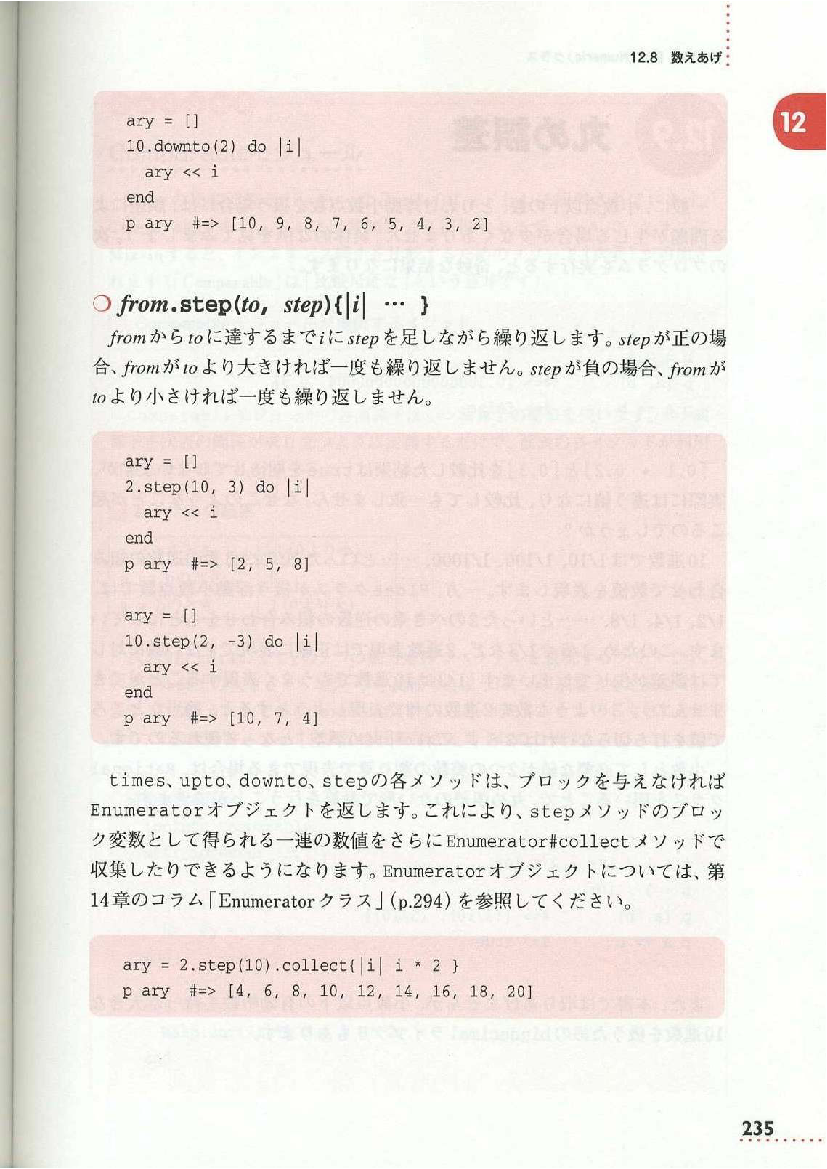 12.8 数えあげ
12
ary = []
10.downto(2) do |i|
  ary << i
end
p ary  #=> [10, 9, 8, 7, 6, 5, 4, 3, 2]
❍ from.step(to, step){|i| … }
fromからtoに達するまでiにstepを足しながら繰り返します。stepが正の場
合、fromがtoより大きければ一度も繰り返しません。stepが負の場合、fromが
toより小さければ一度も繰り返しません。
ary = []
2.step(10, 3) do |i|
  ary << i
end
p ary  #=> [2, 5, 8]
ary = []
10.step(2, -3) do |i|
  ary << i
end
p ary  #=> [10, 7, 4]
times、upto、downto、stepの各メソッドは、ブロックを与えなければ
Enumeratorオブジェクトを返します。これにより、stepメソッドのブロッ
ク変数として得られる一連の数値をさらにEnumerator#collectメソッドで
収集したりできるようになります。Enumeratorオブジェクトについては、第
14章のコラム「Enumeratorクラス」(p.294) を参照してください。
ary = 2.step(10).collect{|i| i * 2 }
p ary  #=> [4, 6, 8, 10, 12, 14, 16, 18, 20]
235